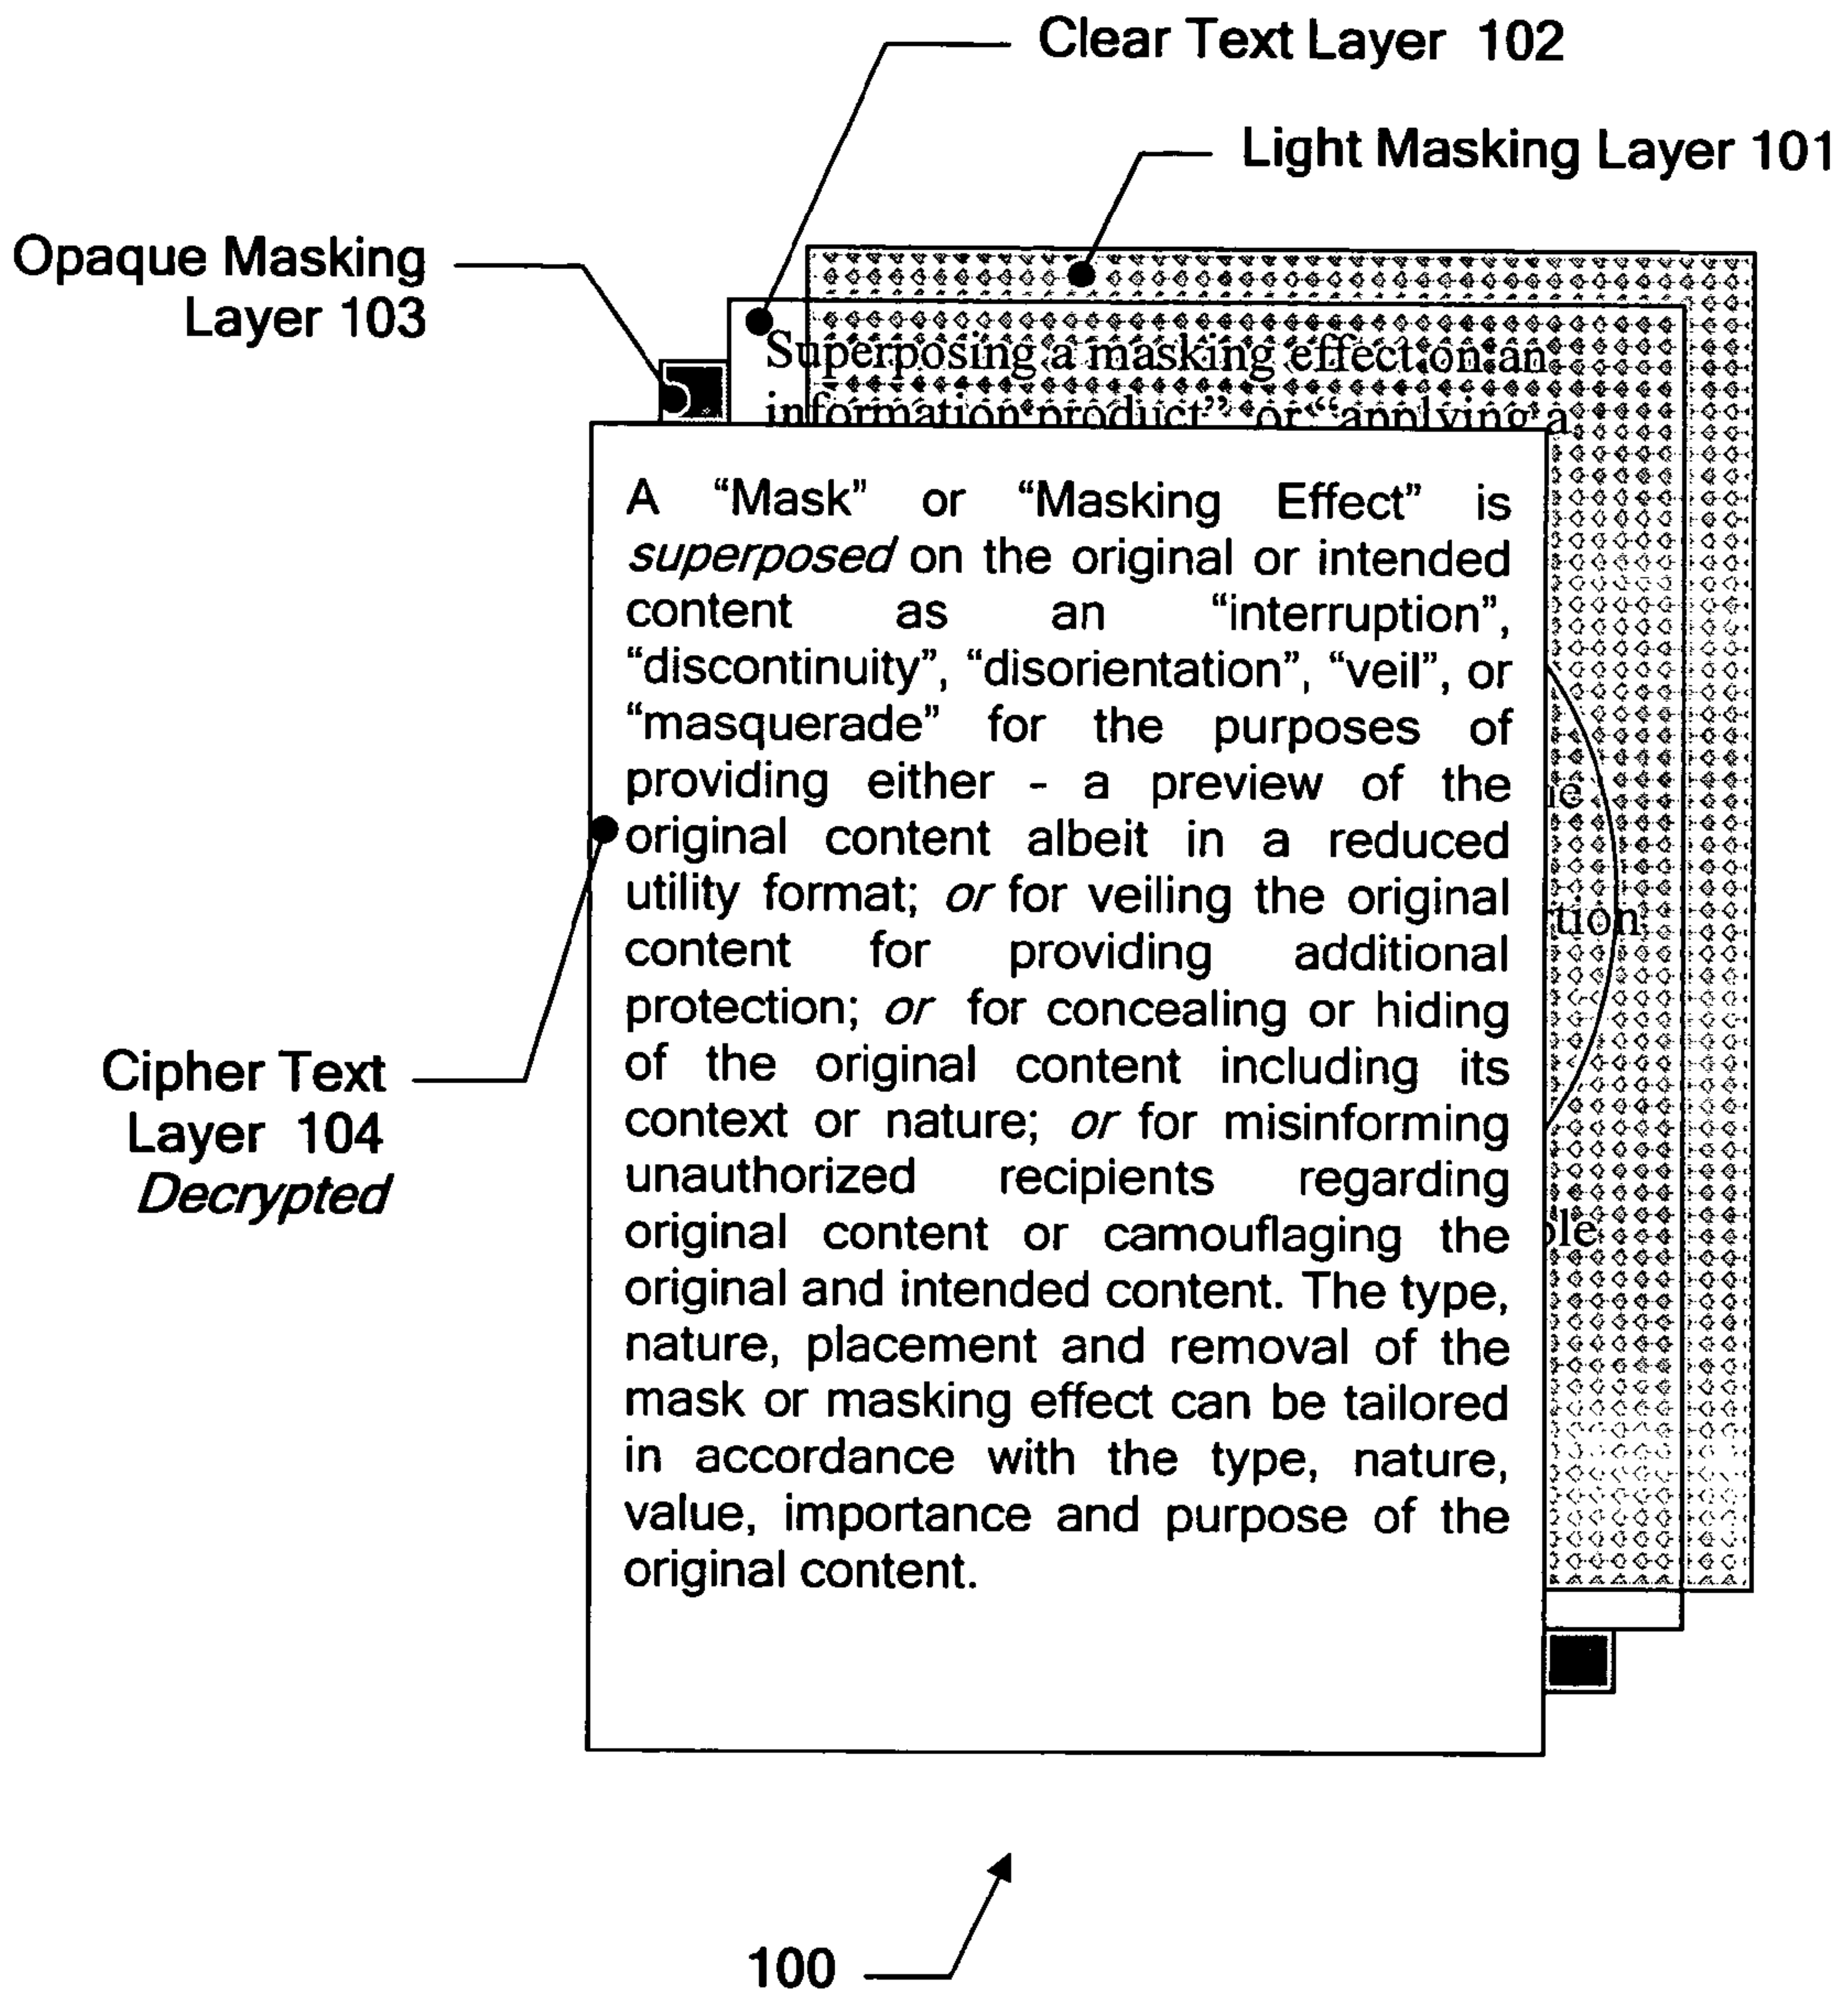 Clear Text Layer 102
Light Masking Layer 101
Opaque Masking
Layer 103
Superposing a masking effect on an
information product” or “applying a
A “Mask” or “Masking Effect” is
superposed on the original or intended
content as an “interruption”,
“discontinuity”, “disorientation”, “veil”, or
“masquerade” for the purposes of
providing either - a preview of the
original content albeit in a reduced
utility format; or for veiling the original
content for providing additional
protection; or for concealing or hiding
of the original content including its
context or nature; or for misinforming
unauthorized recipients regarding
original content or camouflaging the
original and intended content. The type,
nature, placement and removal of the
mask or masking effect can be tailored
in accordance with the type, nature,
value, importance and purpose of the
original content.
Cipher Text
Layer 104
Decrypted
100